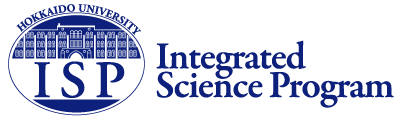 HOKKAIDO UNIVERSITY
ISP
Integrated
Science Program